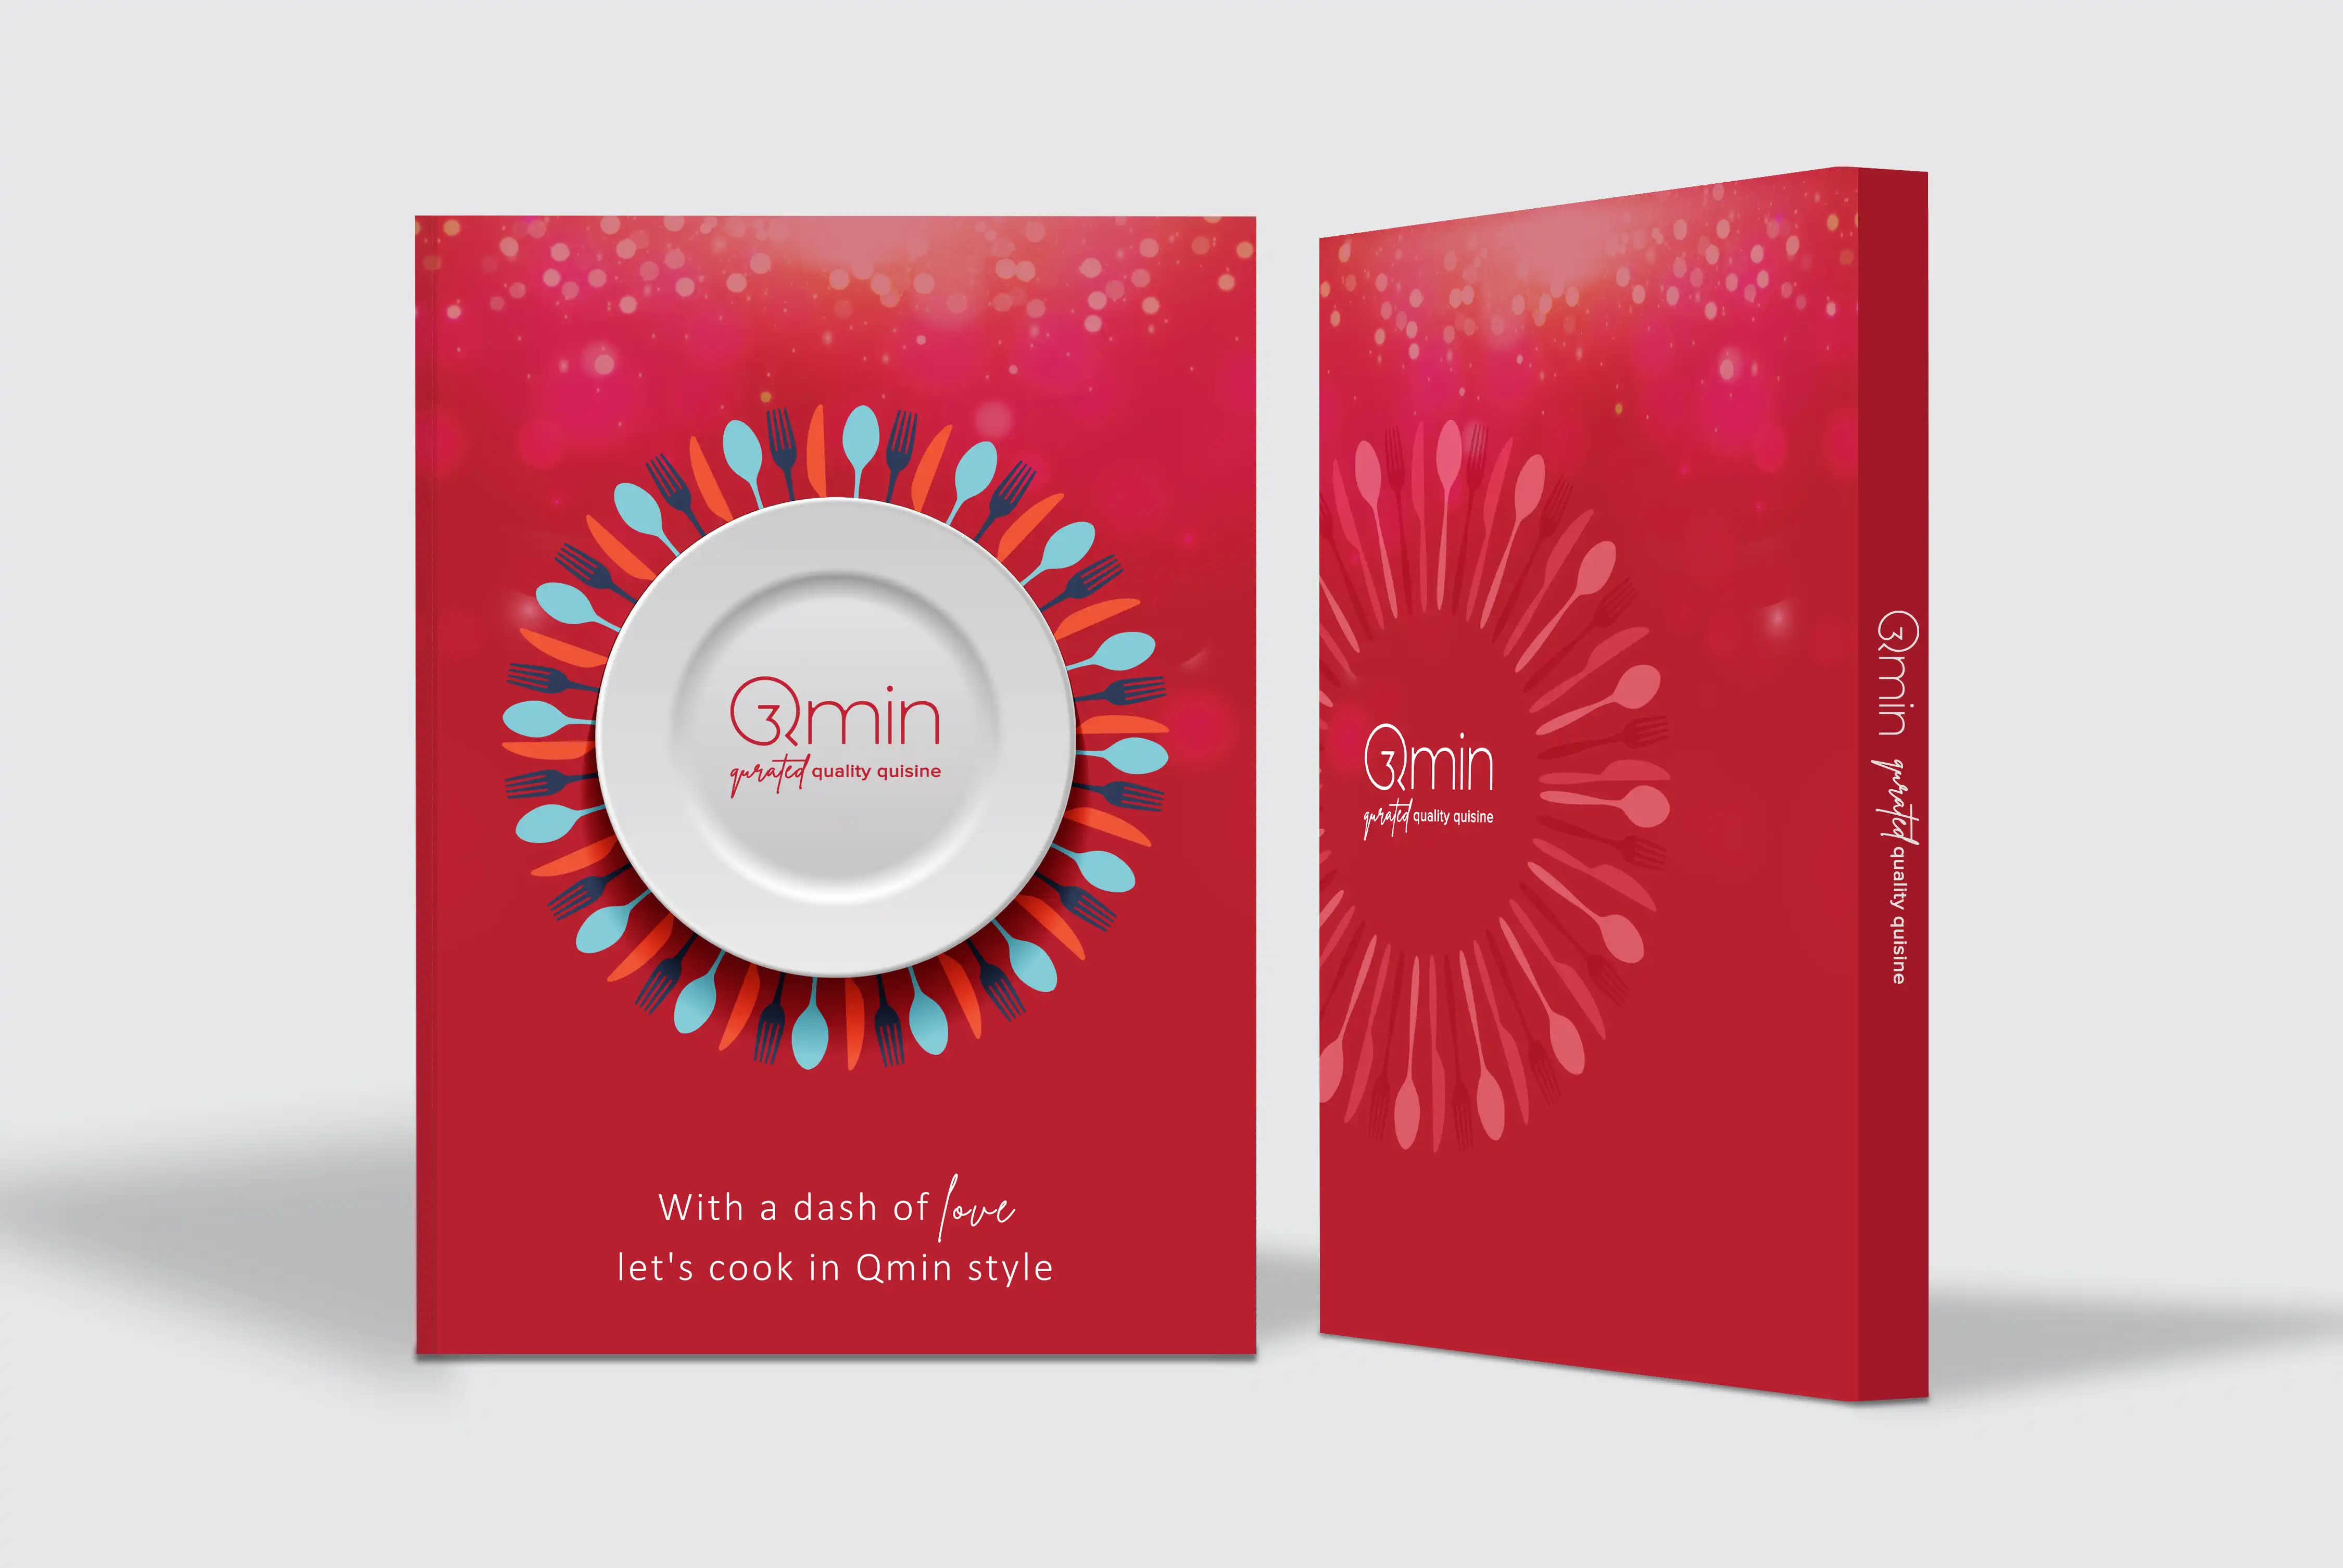 Qmin
qurated quality quisine
With a dash of love
let's cook in Qmin style
Qmin
qurated quality quisine
Qmin qurated quality quisine